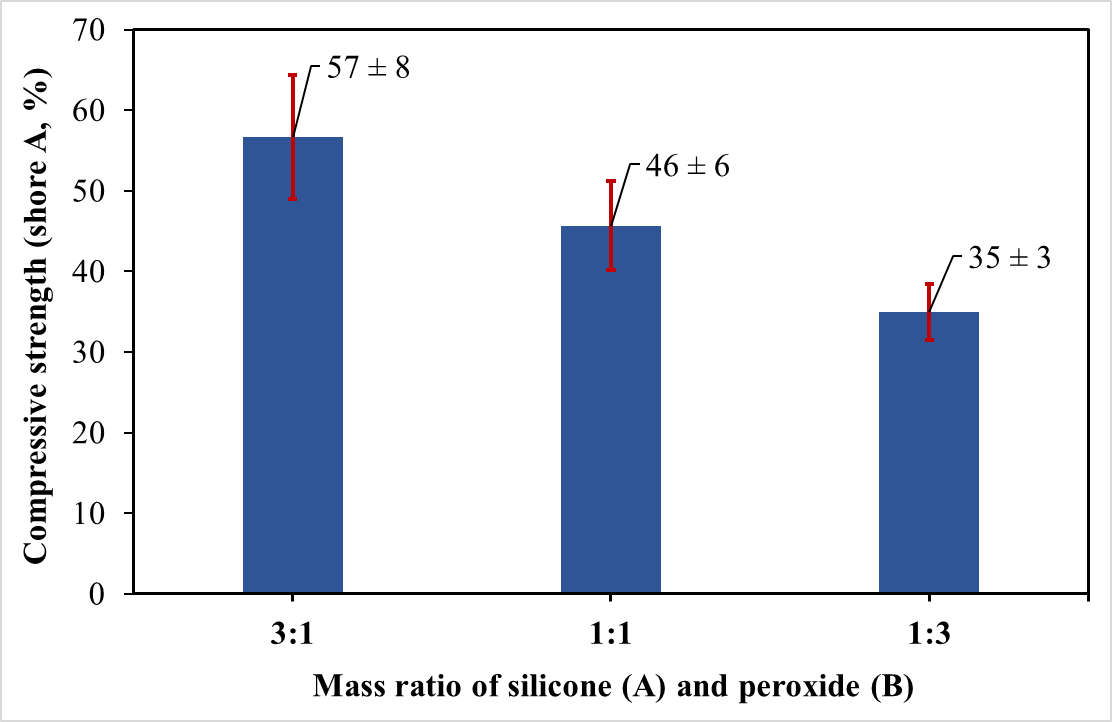 Compressive strength (shore A, %)
70
60
50
40
30
20
10
0
57 ± 8
46 ± 6
35 ± 3
3:1
1:1
1:3
Mass ratio of silicone (A) and peroxide (B)